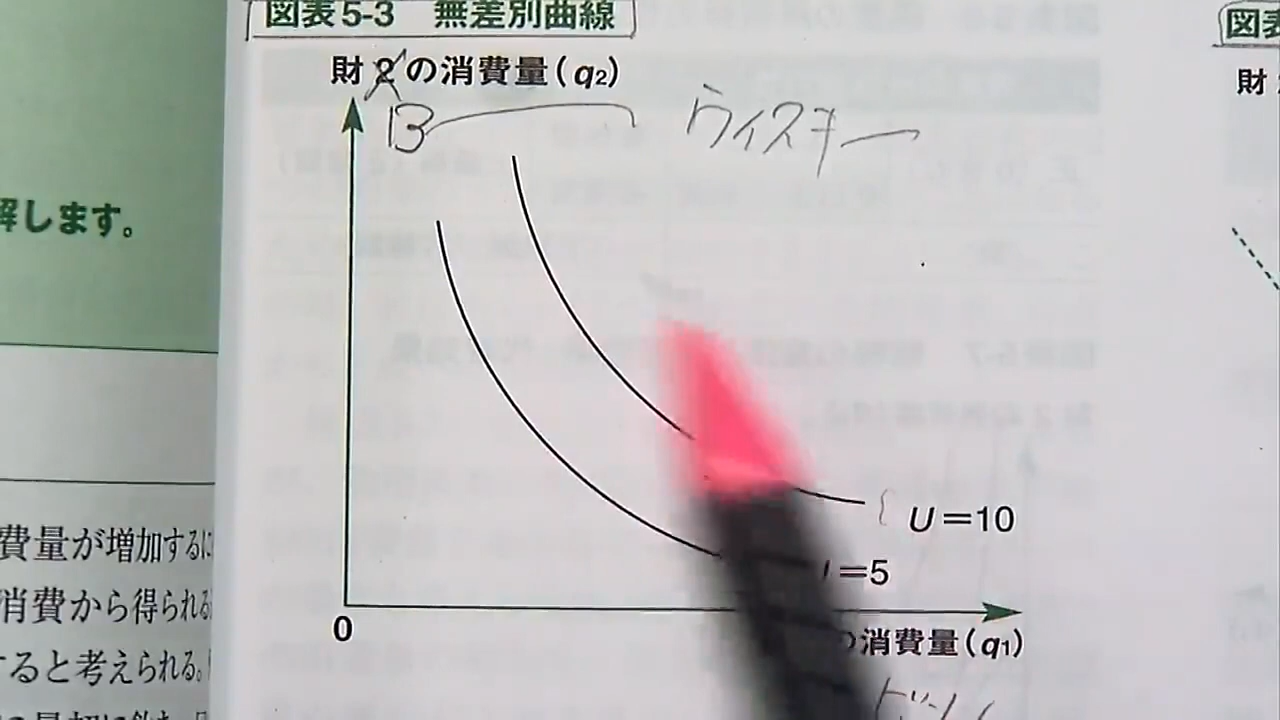 図表5-3 無差別曲線
財2の消費量(q2)
B
ウィスキー
U=10
=5
0
の消費量(q1)
解します。
費量が増加するに
消費から得られる
すると考えられる。
図表
財